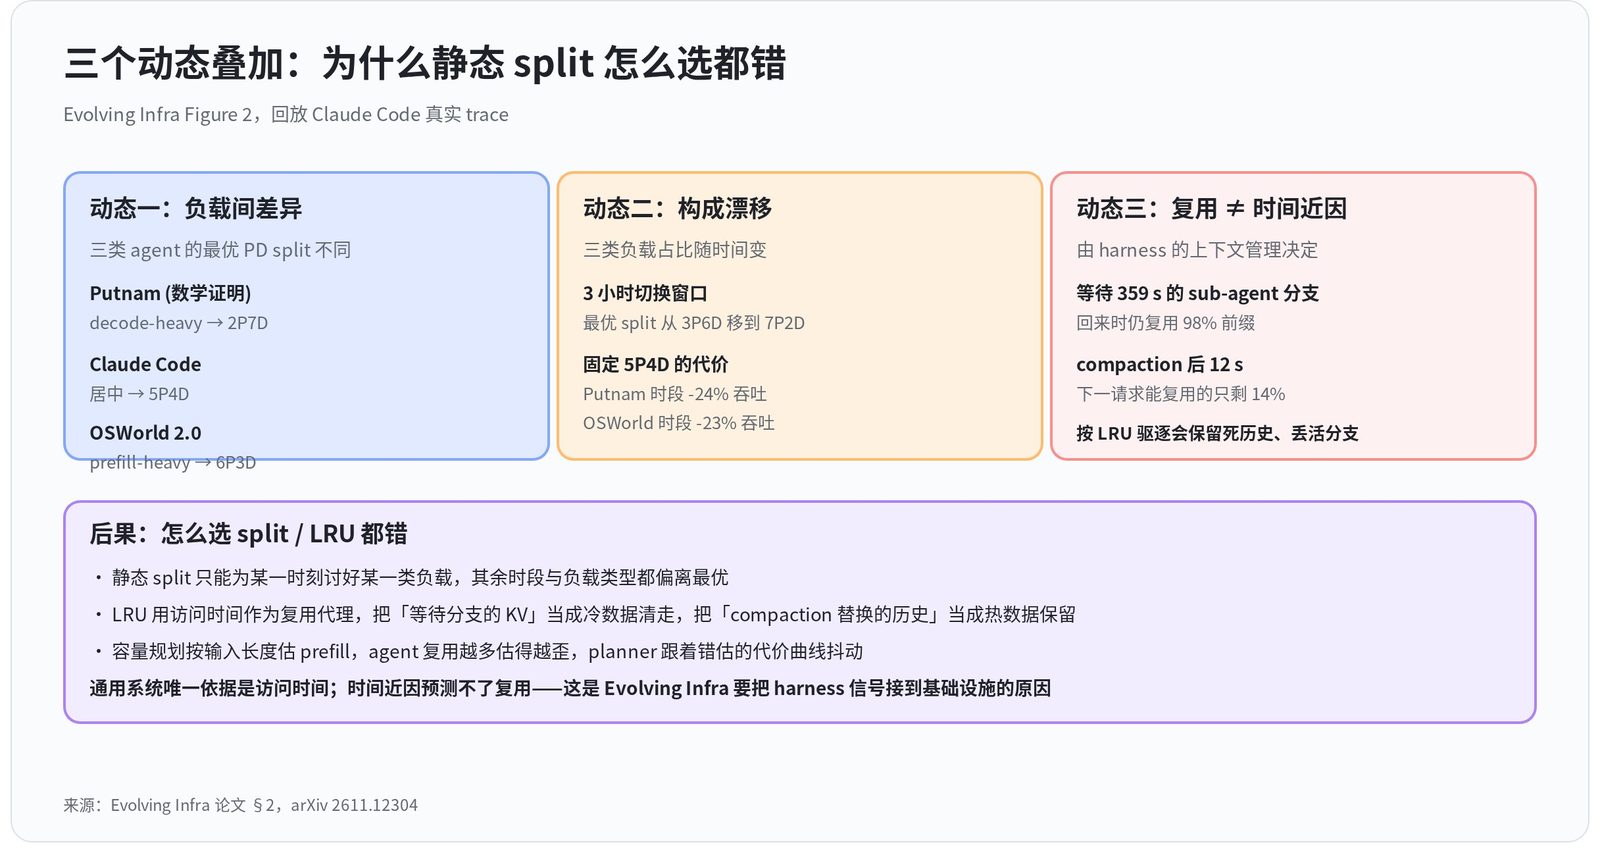 三个动态叠加：为什么静态 split 怎么选都错
Evolving Infra Figure 2，回放 Claude Code 真实 trace
动态一：负载间差异
三类 agent 的最优 PD split 不同
Putnam (数学证明)
decode-heavy → 2P7D
Claude Code
居中 → 5P4D
OSWorld 2.0
prefill-heavy → 6P3D
动态二：构成漂移
三类负载占比随时间变
3 小时切换窗口
最优 split 从 3P6D 移到 7P2D
固定 5P4D 的代价
Putnam 时段 -24% 吞吐
OSWorld 时段 -23% 吞吐
动态三：复用 ≠ 时间近因
由 harness 的上下文管理决定
等待 359 s 的 sub-agent 分支
回来时仍复用 98% 前缀
compaction 后 12 s
下一请求能复用的只剩 14%
按 LRU 驱逐会保留死历史、丢活分支
后果：怎么选 split / LRU 都错
• 静态 split 只能为某一时刻讨好某一类负载，其余时段与负载类型都偏离最优
• LRU 用访问时间作为复用代理，把「等待分支的 KV」当成冷数据清走，把「compaction 替换的历史」当成热数据保留
• 容量规划按输入长度估 prefill，agent 复用越多估得越歪，planner 跟着错估的代价曲线抖动
通用系统唯一依据是访问时间；时间近因预测不了复用——这是 Evolving Infra 要把 harness 信号接到基础设施的原因
来源：Evolving Infra 论文 §2，arXiv 2611.12304